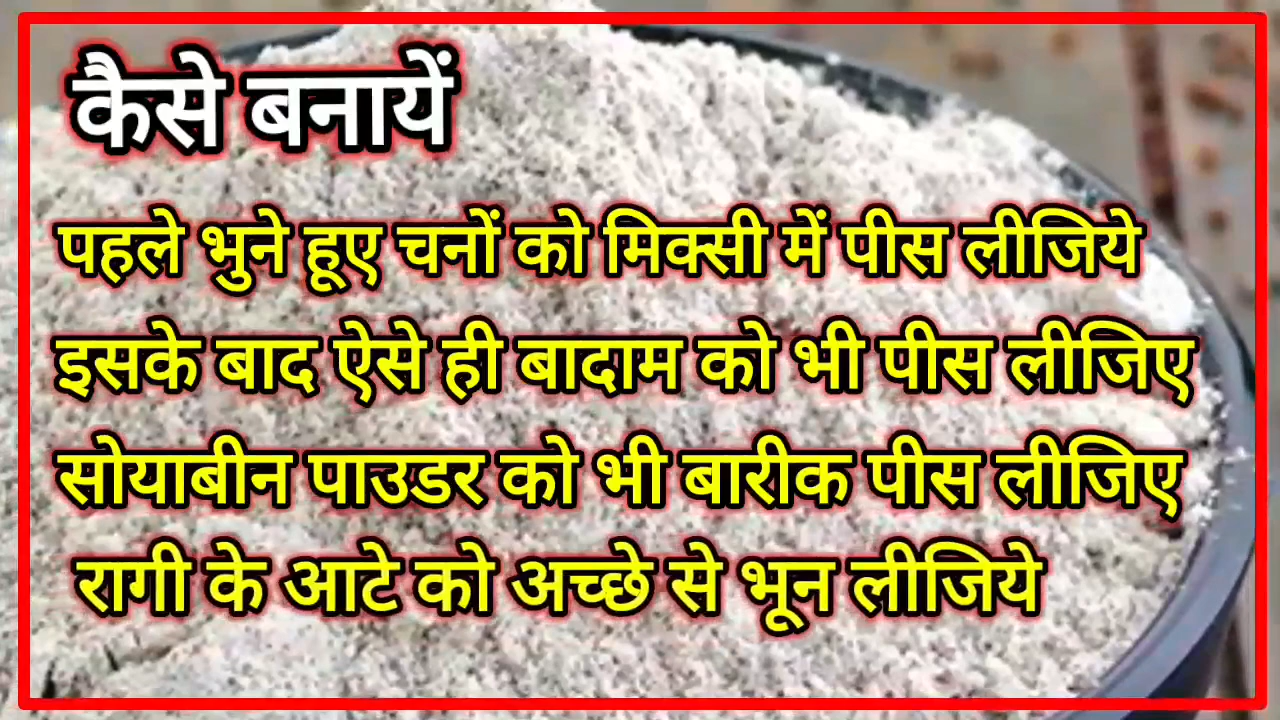 कैसे बनायें
पहले भुने हूए चनों को मिक्सी में पीस लीजिये
इसके बाद ऐसे ही बादाम को भी पीस लीजिए
सोयाबीन पाउडर को भी बारीक पीस लीजिए
रागी के आटे को अच्छे से भून लीजिये